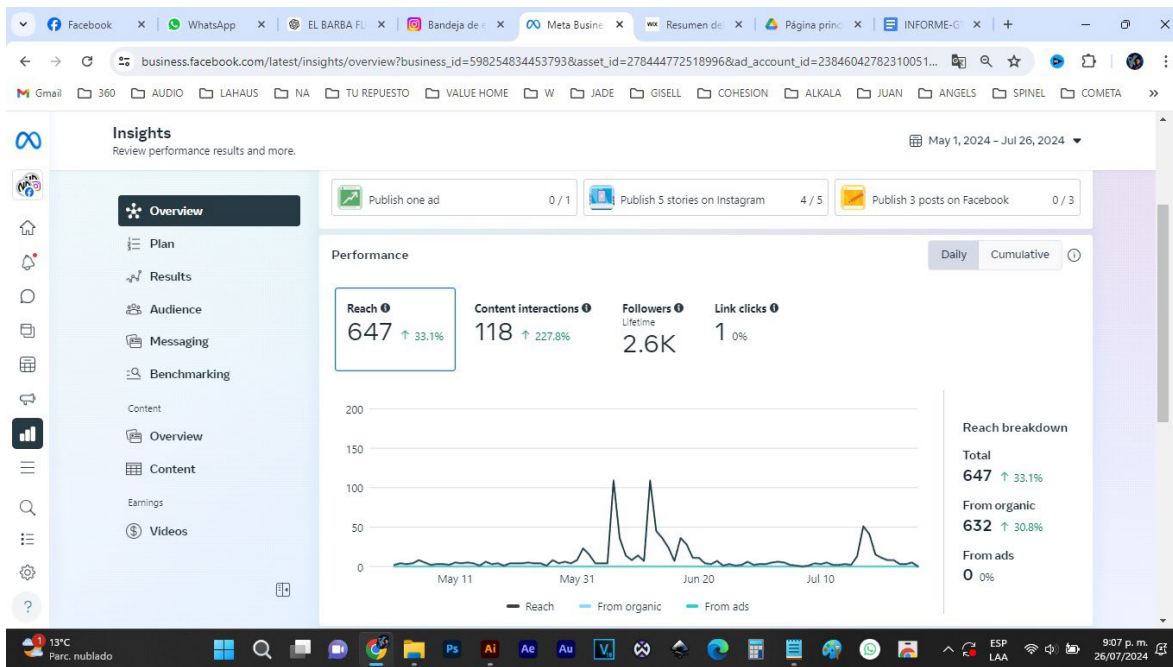 Facebook
WhatsApp
EL BARBA FL
Bandeja de e
Meta Busine
WIX Resumen de
Página princ
INFORME-G
business.facebook.com/latest/insights/overview?business_id=598254834453793&asset_id=278444772518996&ad_account_id=23846042782310051...
Gmail 360 AUDIO LAHAUS NA TU REPUESTO VALUE HOME W JADE GISELL COHESION ALKALA JUAN ANGELS SPINEL COMETA »
Insights
Review performance results and more.
May 1, 2024 – Jul 26, 2024
Overview
Plan
Results
Audience
Messaging
Benchmarking
Content
Overview
Content
Earnings
Videos
Publish one ad 0 / 1
Publish 5 stories on Instagram 4 / 5
Publish 3 posts on Facebook 0 / 3
Performance
Daily Cumulative
Reach
647 ↑ 33.1%
Content interactions
118 ↑ 227.8%
Followers
Lifetime
2.6K
Link clicks
1 0%
200
150
100
50
0
May 11 May 31 Jun 20 Jul 10
Reach From organic From ads
Reach breakdown
Total
647 ↑ 33.1%
From organic
632 ↑ 30.8%
From ads
0 0%
?
1
13°C
Parc. nublado
Ps Ai Ae Au V
ESP
LAA
9:07 p. m.
26/07/2024